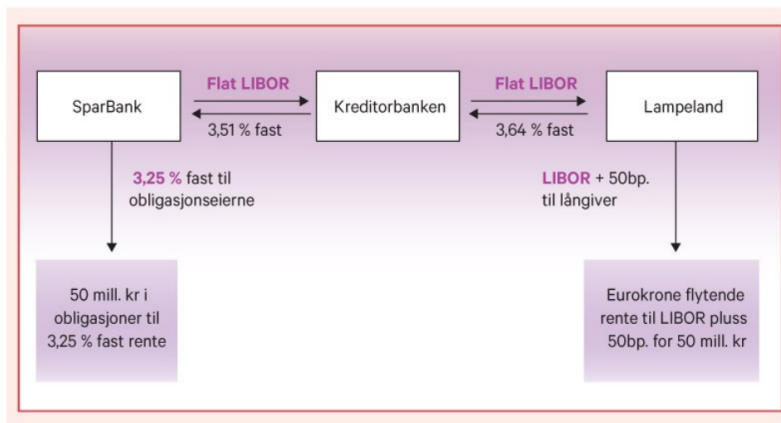 Flat LIBOR
Flat LIBOR
SparBank
Kreditorbanken
Lampeland
3,51 % fast
3,64 % fast
3,25 % fast til
obligasjonseierne
LIBOR + 50bp.
til långiver
50 mill. kr i
obligasjoner til
3,25 % fast rente
Eurokrone flytende
rente til LIBOR pluss
50bp. for 50 mill. kr